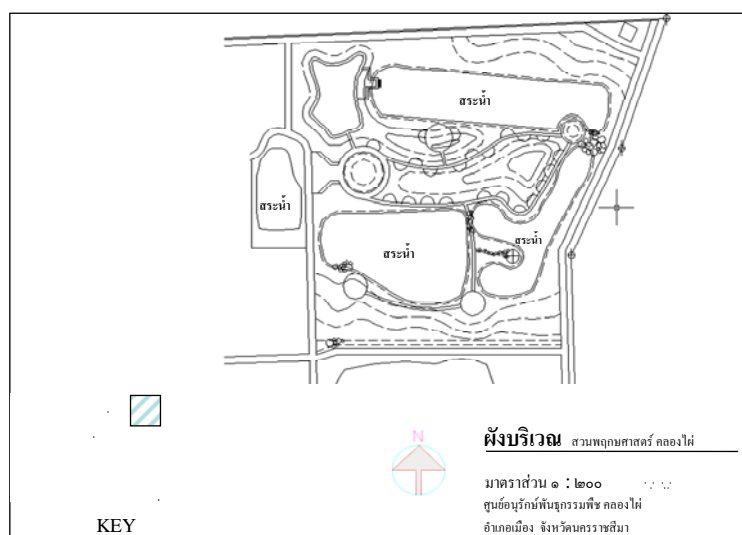 สระน้ำ
สระน้ำ
สระน้ำ
สระน้ำ
N
ผังบริเวณ สวนพฤกษศาสตร์ คลองไผ่
มาตราส่วน ๑ : ๒๐๐
ศูนย์อนุรักษ์พันธุกรรมพืช คลองไผ่
อำเภอเมือง จังหวัดนครราชสีมา
KEY